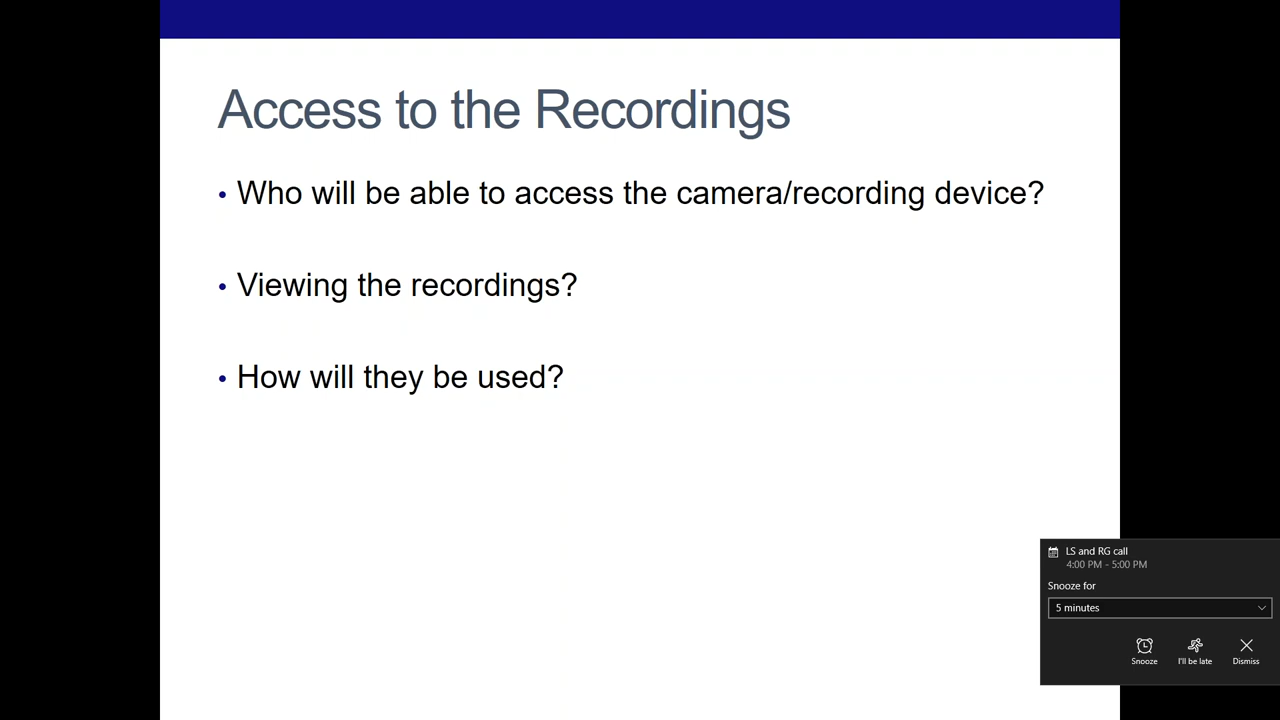 Access to the Recordings
• Who will be able to access the camera/recording device?
• Viewing the recordings?
• How will they be used?
LS and RG call
4:00 PM - 5:00 PM
Snooze for
5 minutes
Snooze I'll be late Dismiss